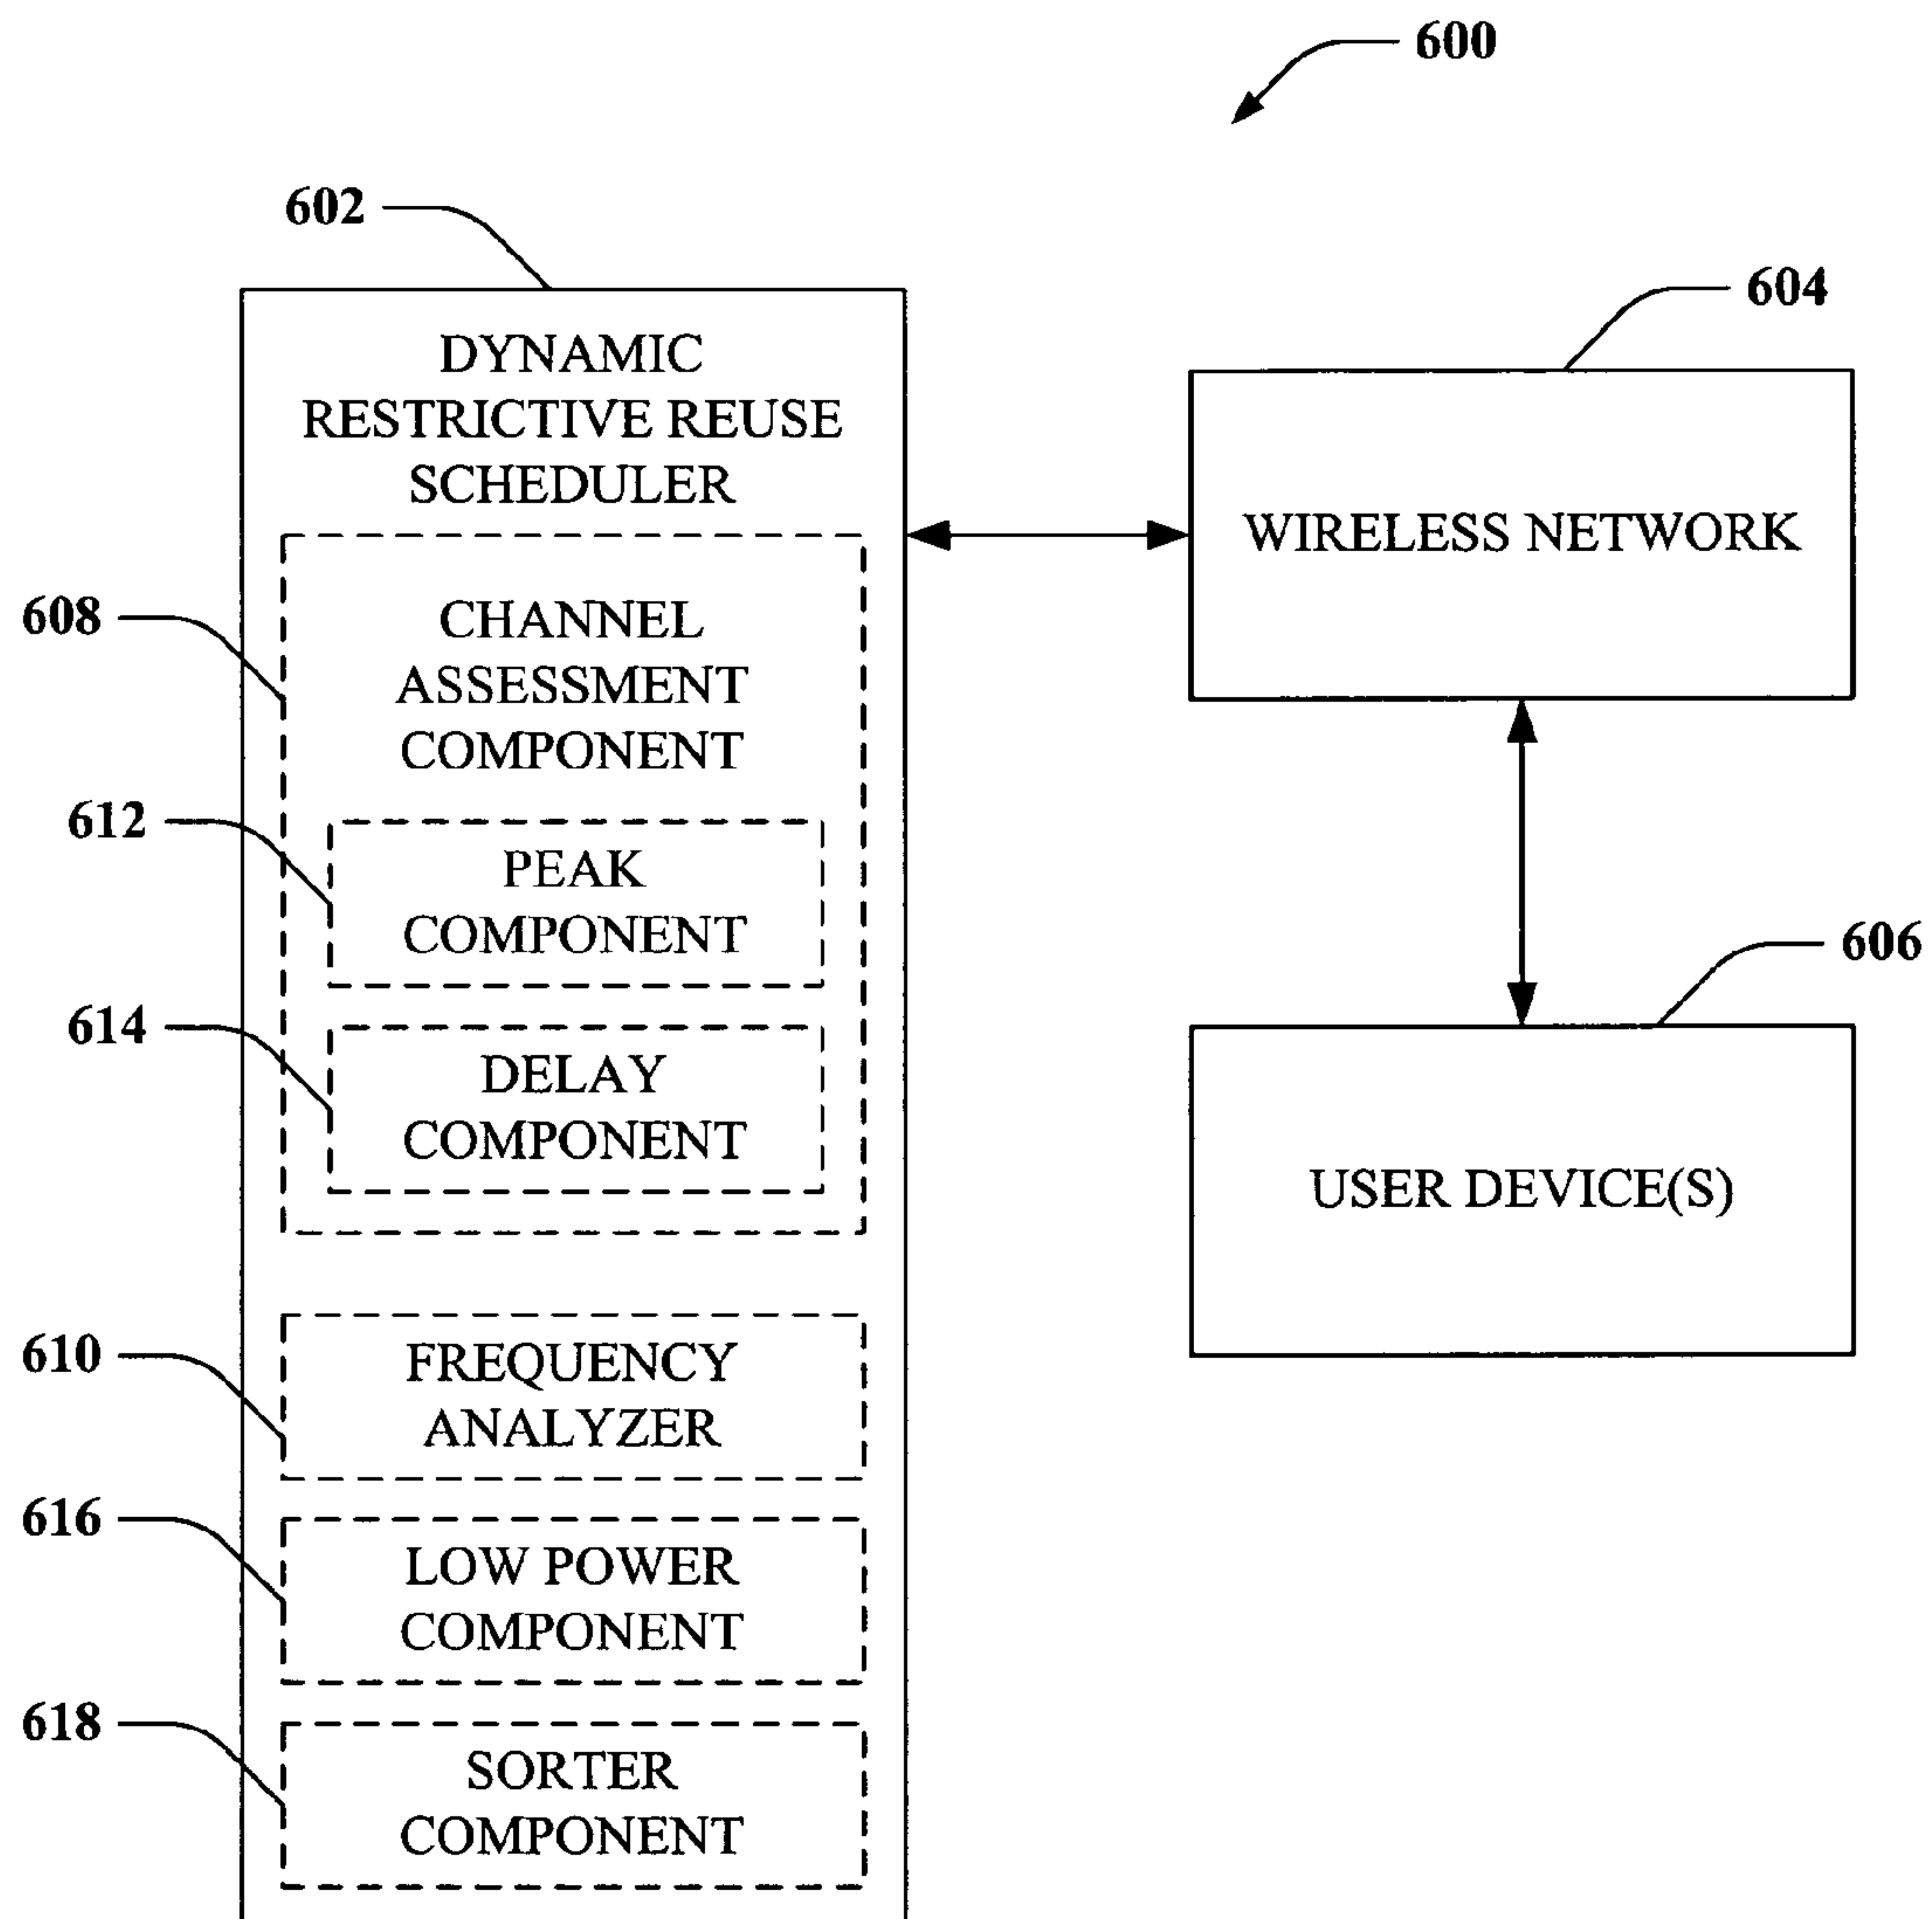 600
602
604
DYNAMIC
RESTRICTIVE REUSE
SCHEDULER
WIRELESS NETWORK
608
CHANNEL
ASSESSMENT
COMPONENT
612
PEAK
COMPONENT
606
614
DELAY
COMPONENT
USER DEVICE(S)
610
FREQUENCY
ANALYZER
616
LOW POWER
COMPONENT
618
SORTER
COMPONENT